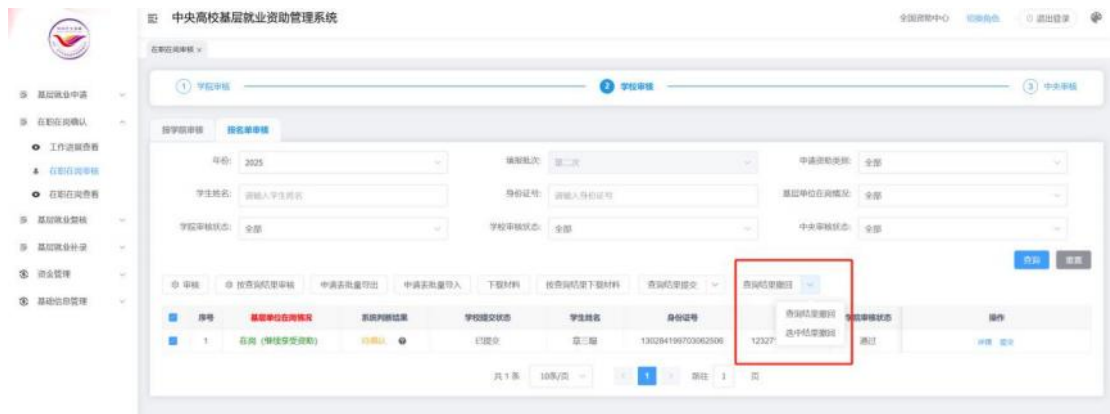 中央高校基层就业资助管理系统
全国资助中心 切换角色 退出登录
在职在岗审核 ×
1 学院审核 2 学校审核 3 中央审核
基层就业申请
在职在岗确认
工作进展查看
在职在岗审核
在职在岗查看
基层就业复核
基层就业补录
资金管理
基础信息管理
按学院审核 按名单审核
年份: 2025 填报批次: 第二次 申请资助类别: 全部
学生姓名: 请输入学生姓名 身份证号: 请输入身份证号 基层单位在岗情况: 全部
学院审核状态: 全部 学校审核状态: 全部 中央审核状态: 全部
查询 重置
审核 按查询结果审核 申请表批量导出 申请表批量导入 下载材料 按查询结果下载材料 查询结果提交 查询结果撤回
查询结果撤回
选中结果撤回
序号 基层单位在岗情况 系统判断结果 学校提交状态 学生姓名 身份证号 学院审核状态 操作
1 在岗（继续享受资助） 待确认 已提交 章三瑞 130284199703062506 12327 通过 详情 提交
共 1 条 10条/页 1 前往 1 页